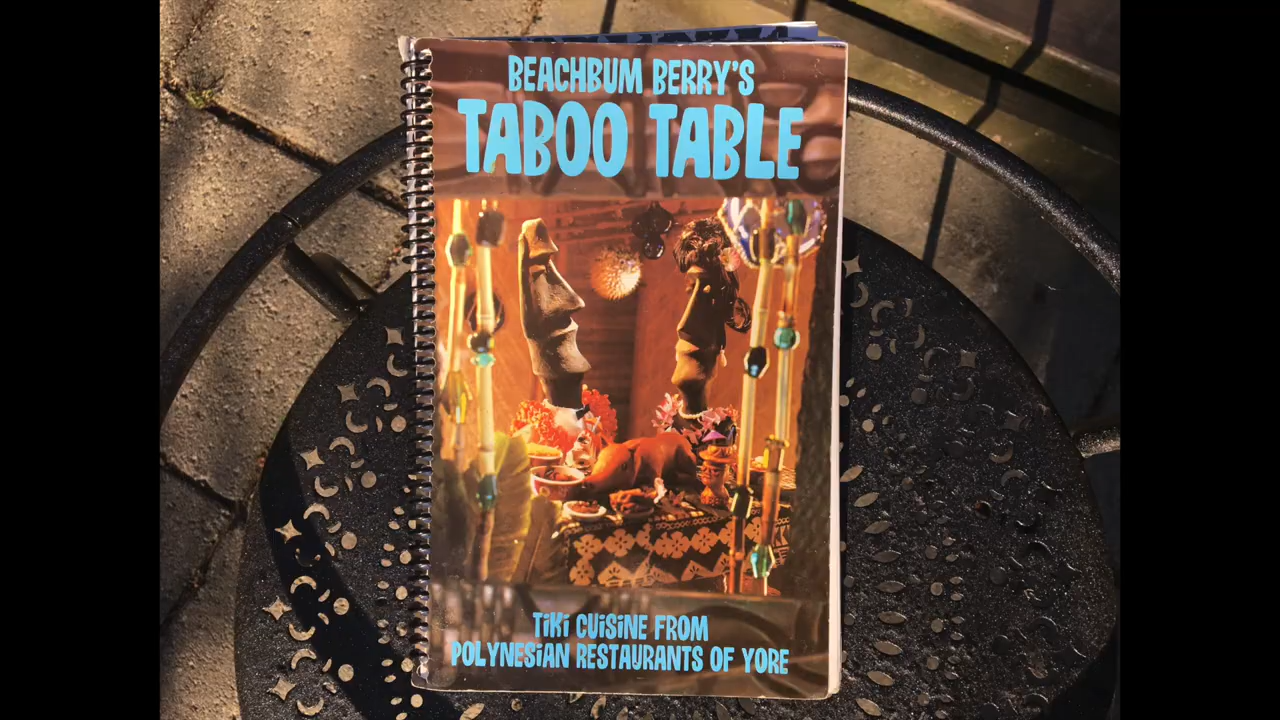 BEACHBUM BERRY'S
TABOO TABLE
TIKI CUISINE FROM
POLYNESIAN RESTAURANTS OF YORE